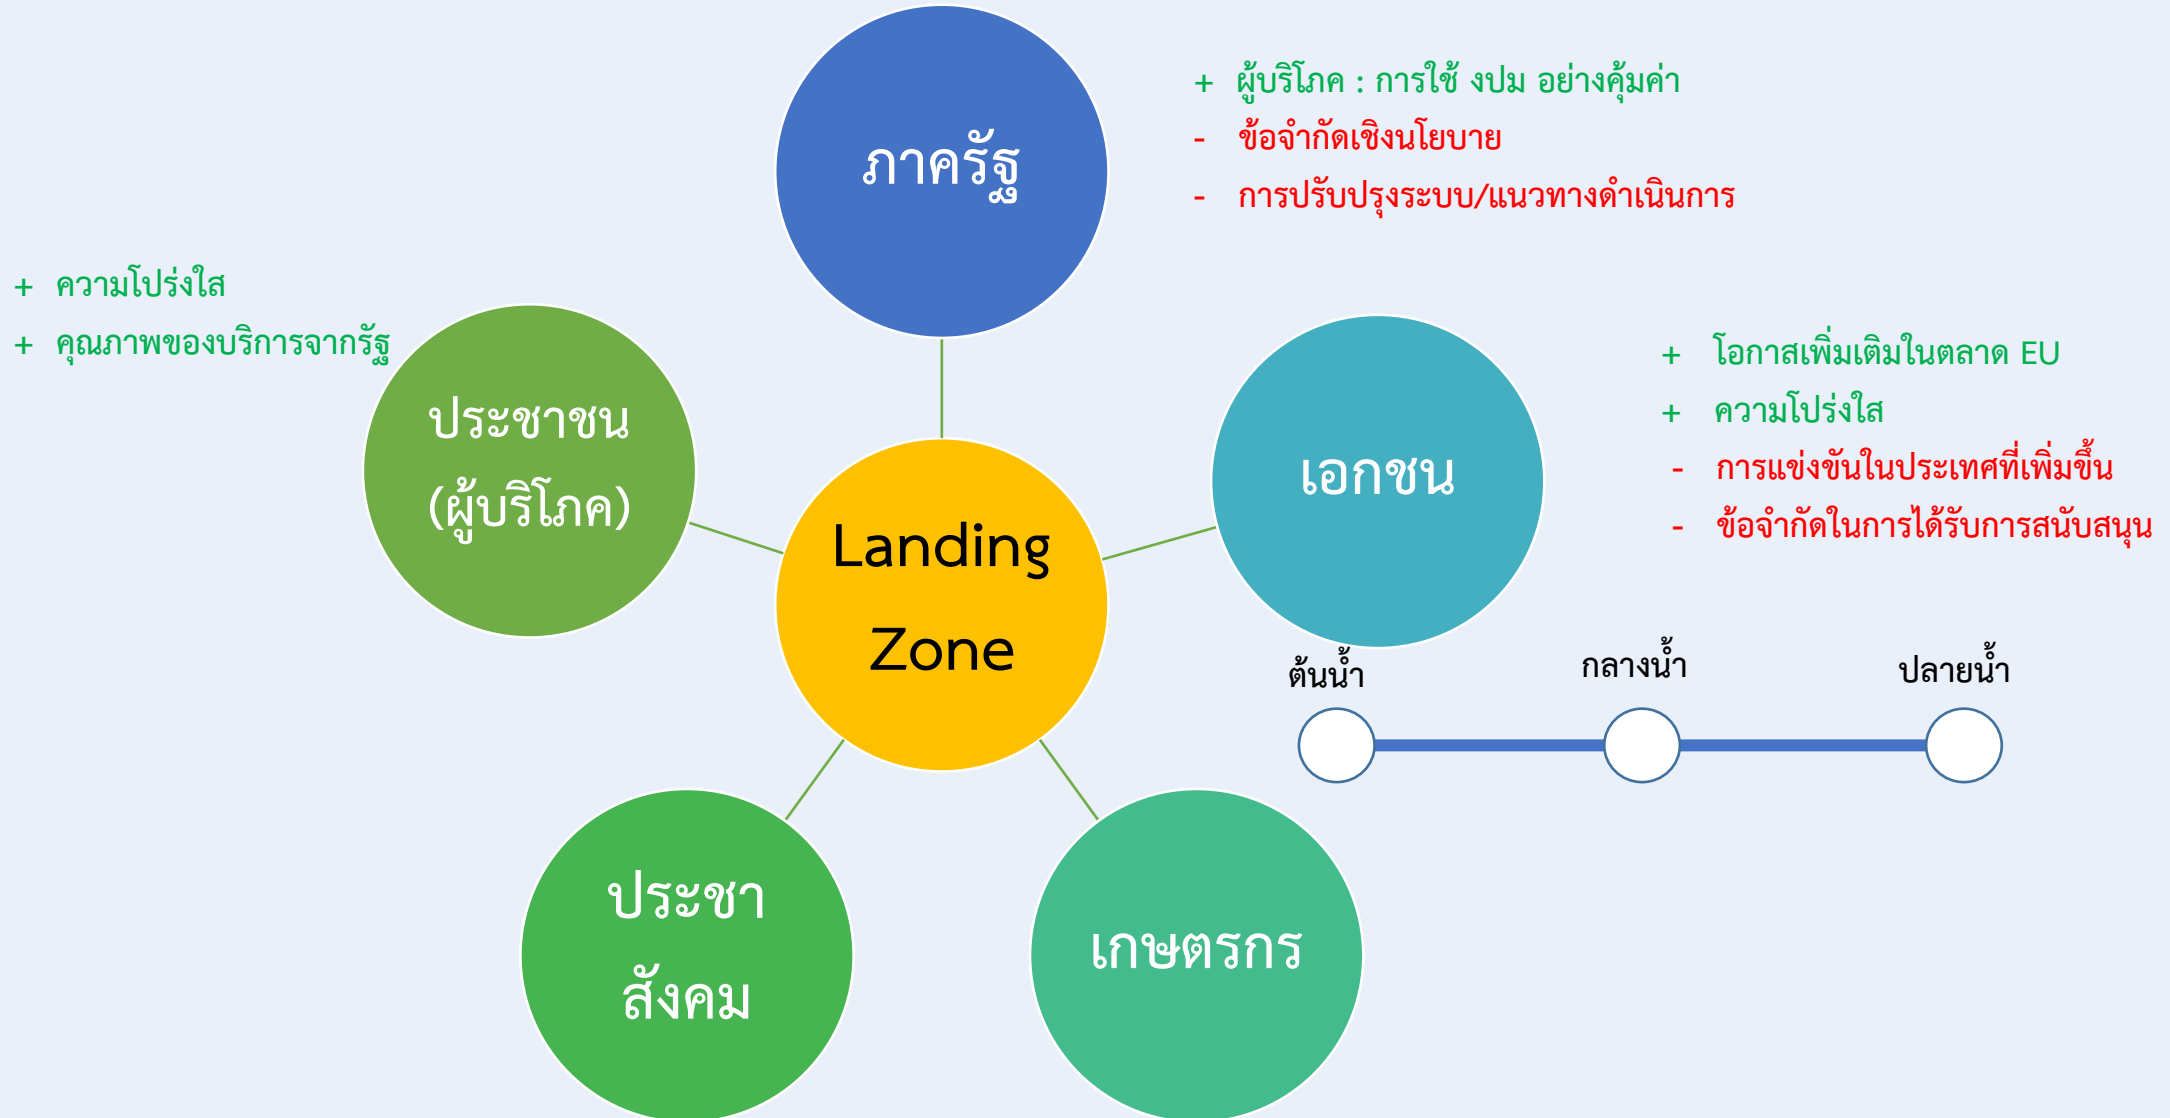 ภาครัฐ
+ ผู้บริโภค : การใช้ งปม อย่างคุ้มค่า
- ข้อจำกัดเชิงนโยบาย
- การปรับปรุงระบบ/แนวทางดำเนินการ
+ ความโปร่งใส
+ คุณภาพของบริการจากรัฐ
ประชาชน
(ผู้บริโภค)
เอกชน
+ โอกาสเพิ่มเติมในตลาด EU
+ ความโปร่งใส
- การแข่งขันในประเทศที่เพิ่มขึ้น
- ข้อจำกัดในการได้รับการสนับสนุน
Landing
Zone
ต้นน้ำ
กลางน้ำ
ปลายน้ำ
ประชา
สังคม
เกษตรกร